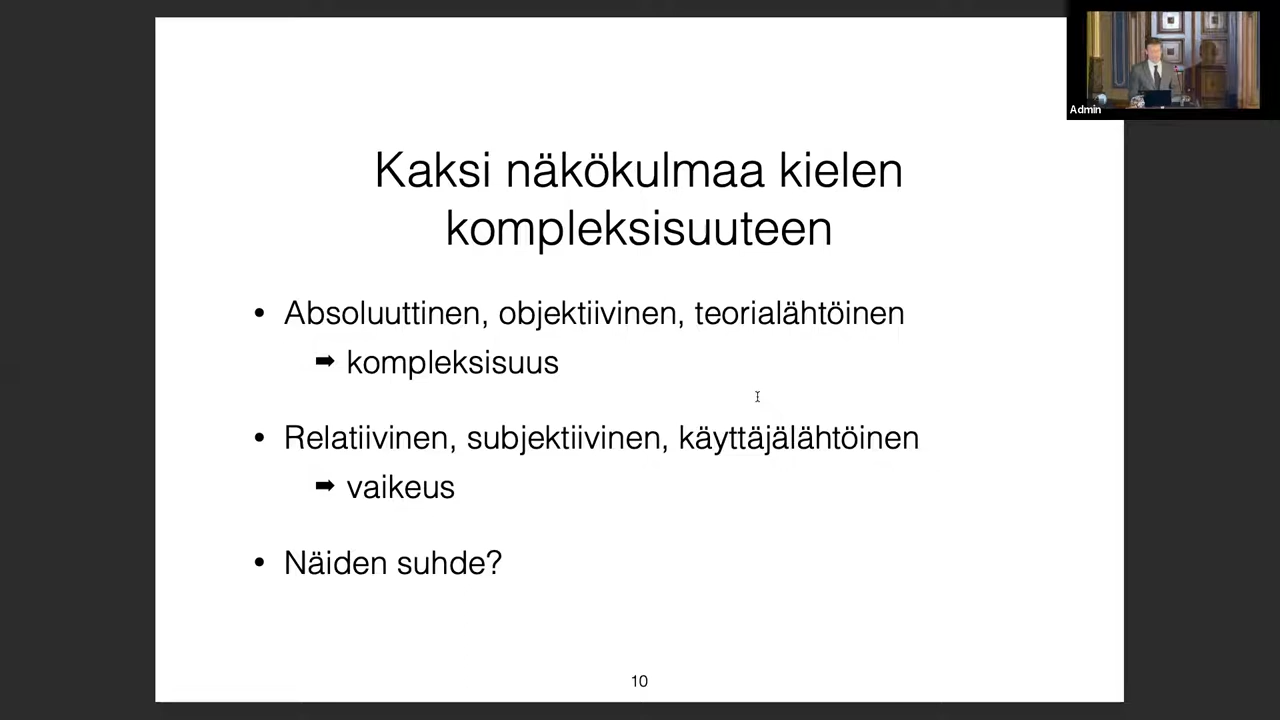 Admin
Kaksi näkökulmaa kielen
kompleksisuuteen
• Absoluuttinen, objektiivinen, teorialähtöinen
➡ kompleksisuus
• Relatiivinen, subjektiivinen, käyttäjälähtöinen
➡ vaikeus
• Näiden suhde?
10